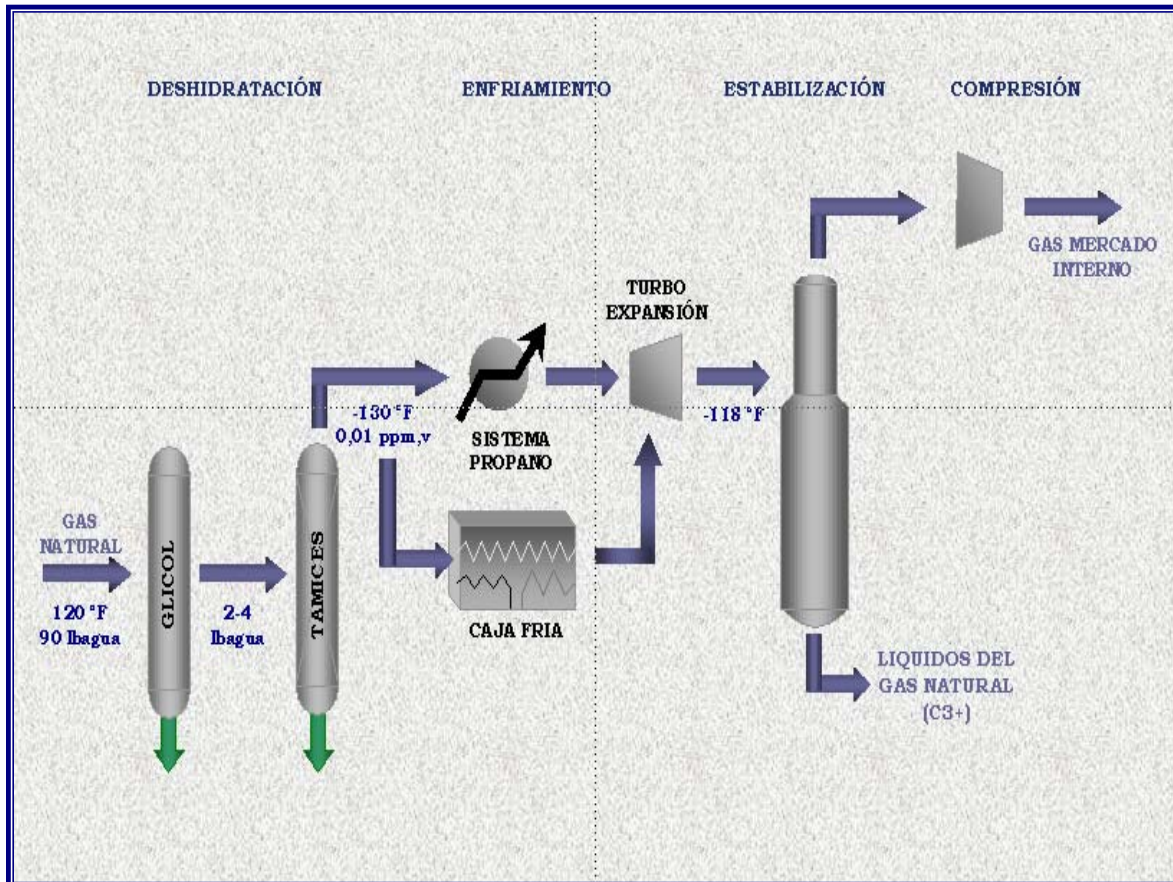 DESHIDRATACIÓN
ENFRIAMIENTO
ESTABILIZACIÓN
COMPRESIÓN
GAS MERCADO
INTERNO
TURBO
EXPANSIÓN
-130 °F
0,01 ppm,v
SISTEMA
PROPANO
-118 °F
GAS
NATURAL
120 °F
90 lbagua
GLICOL
2-4
lbagua
TAMICES
CAJA FRIA
LIQUIDOS DEL
GAS NATURAL
(C3+)